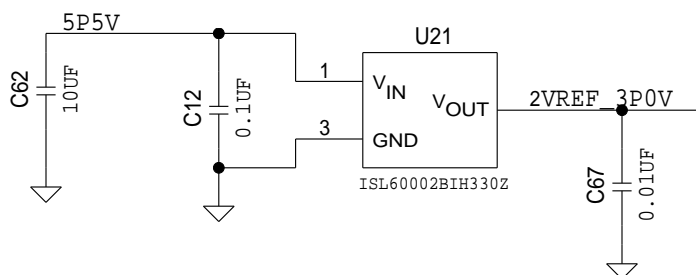 5P5V
U21
C62
10UF
C12
0.1UF
1
VIN
3
GND
VOUT
2VREF_3P0V
ISL60002BIH330Z
C67
0.01UF